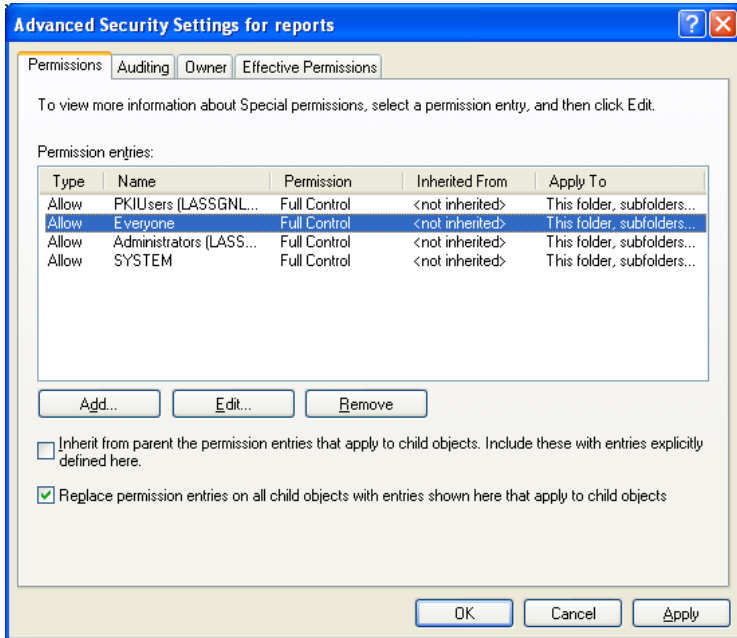 Advanced Security Settings for reports
Permissions Auditing Owner Effective Permissions
To view more information about Special permissions, select a permission entry, and then click Edit.
Permission entries:
Type Name Permission Inherited From Apply To
Allow PKIUsers (LASSGNL... Full Control <not inherited> This folder, subfolders...
Allow Everyone Full Control <not inherited> This folder, subfolders...
Allow Administrators (LASS... Full Control <not inherited> This folder, subfolders...
Allow SYSTEM Full Control <not inherited> This folder, subfolders...
Add... Edit... Remove
Inherit from parent the permission entries that apply to child objects. Include these with entries explicitly
defined here.
Replace permission entries on all child objects with entries shown here that apply to child objects
OK Cancel Apply